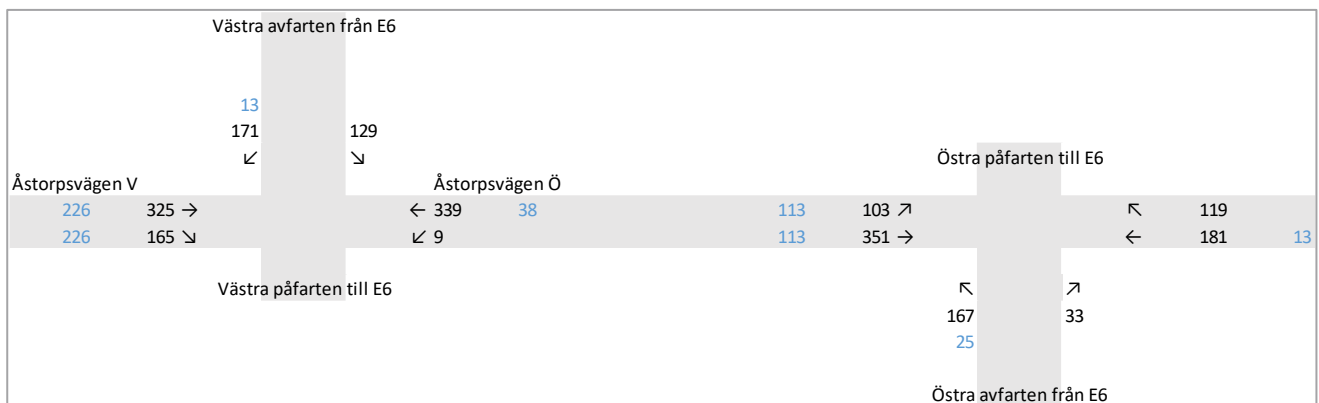 Västra avfarten från E6
13
171 129
↙ ↘
Östra påfarten till E6
Åstorpsvägen V Åstorpsvägen Ö
226 325 → ← 339 38 113 103 ↗ ↖ 119
226 165 ↘ ↙ 9 113 351 → ← 181 13
Västra påfarten till E6 ↖ ↗
167 33
25
Östra avfarten från E6